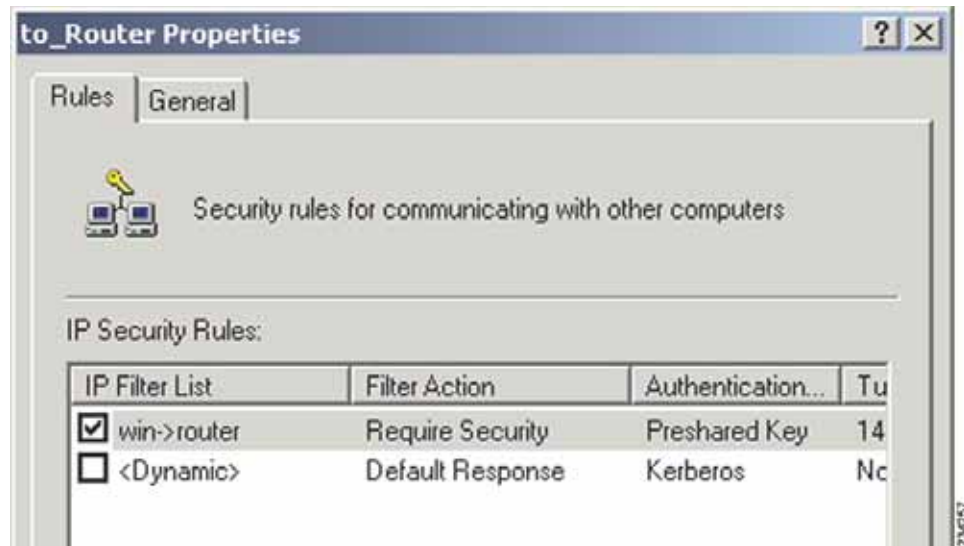 to_Router Properties
Rules General
Security rules for communicating with other computers
IP Security Rules:
IP Filter List Filter Action Authentication... Tu
win->router Require Security Preshared Key 14
<Dynamic> Default Response Kerberos No